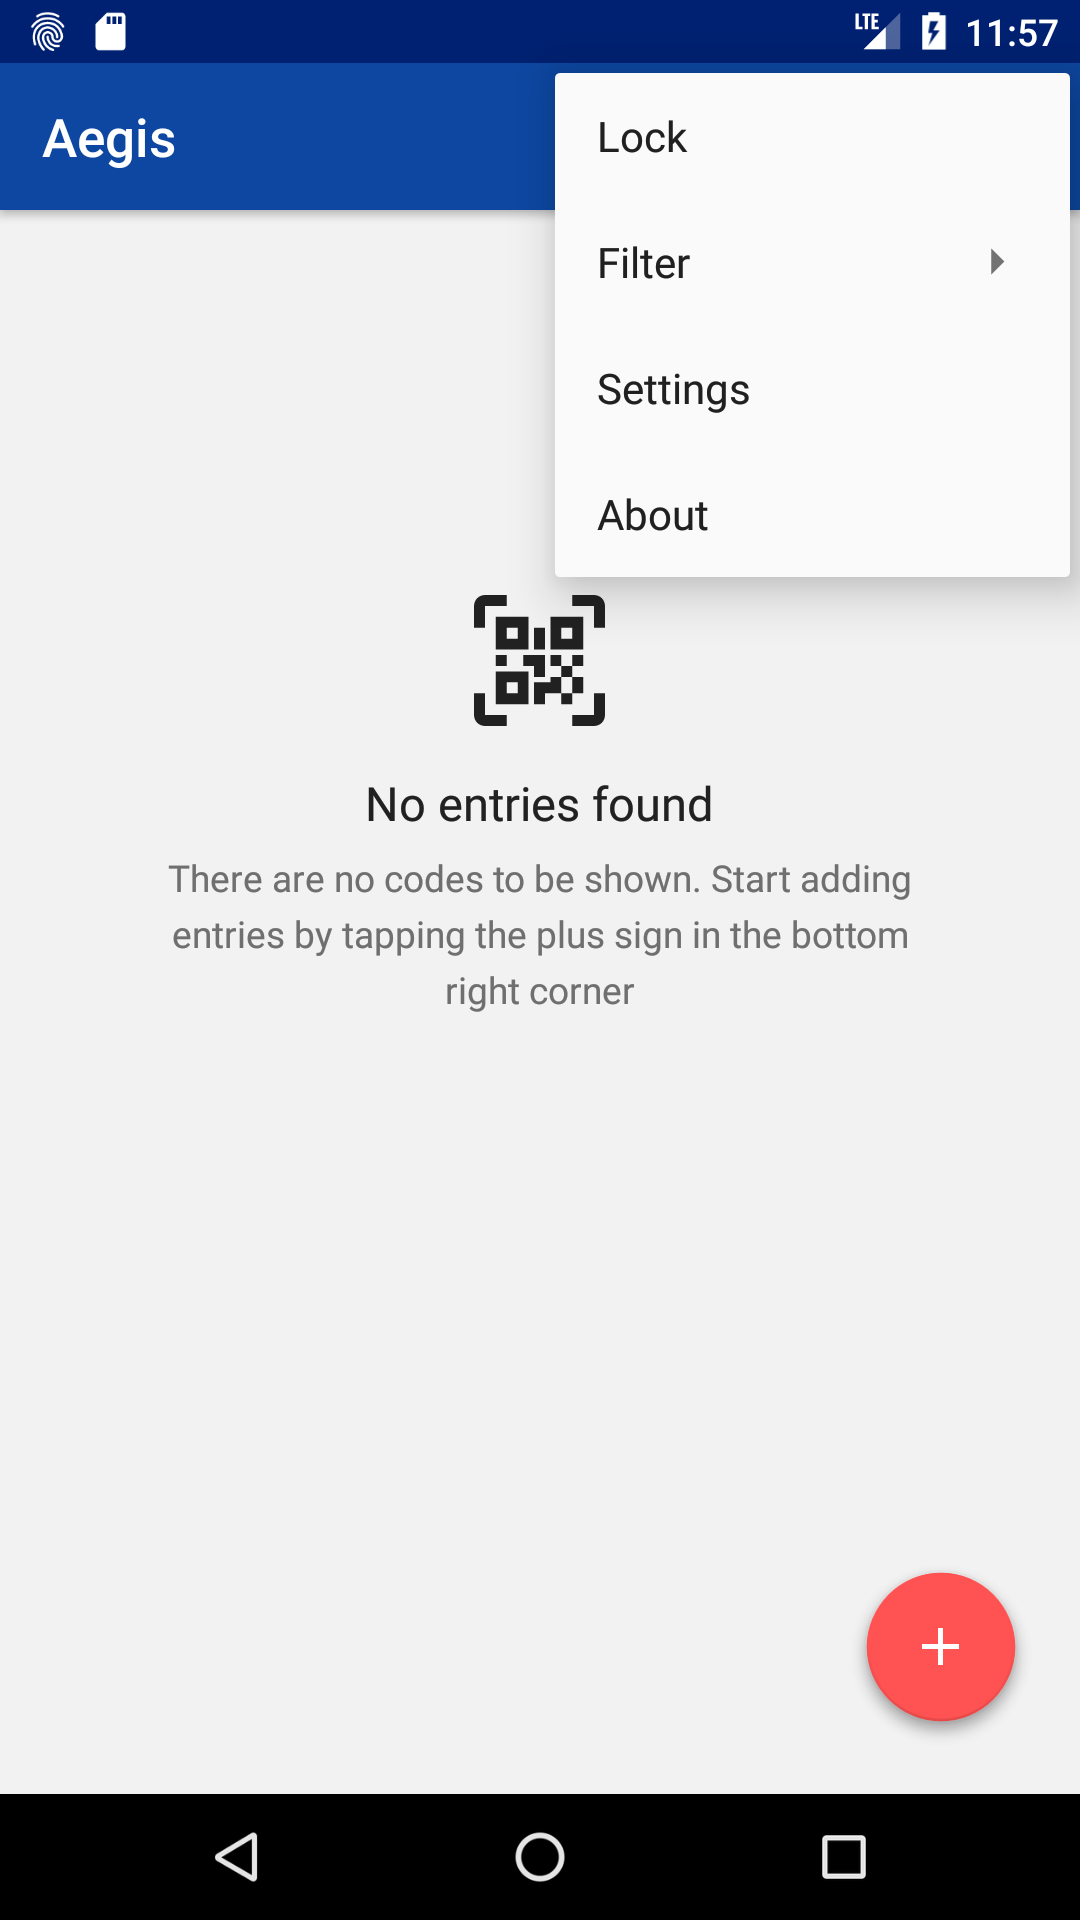 LTE 11:57
Aegis
Lock
Filter
Settings
About
No entries found
There are no codes to be shown. Start adding
entries by tapping the plus sign in the bottom
right corner